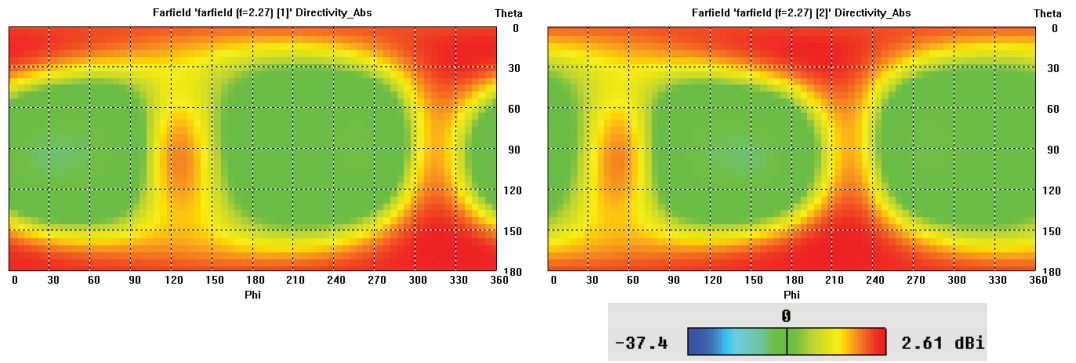 Farfield 'farfield (f=2.27) [1]' Directivity_Abs
Theta
0
30
60
90
120
150
180
0 30 60 90 120 150 180 210 240 270 300 330 360
Phi
Farfield 'farfield (f=2.27) [2]' Directivity_Abs
Theta
0
30
60
90
120
150
180
0 30 60 90 120 150 180 210 240 270 300 330 360
Phi
0
-37.4 2.61 dBi